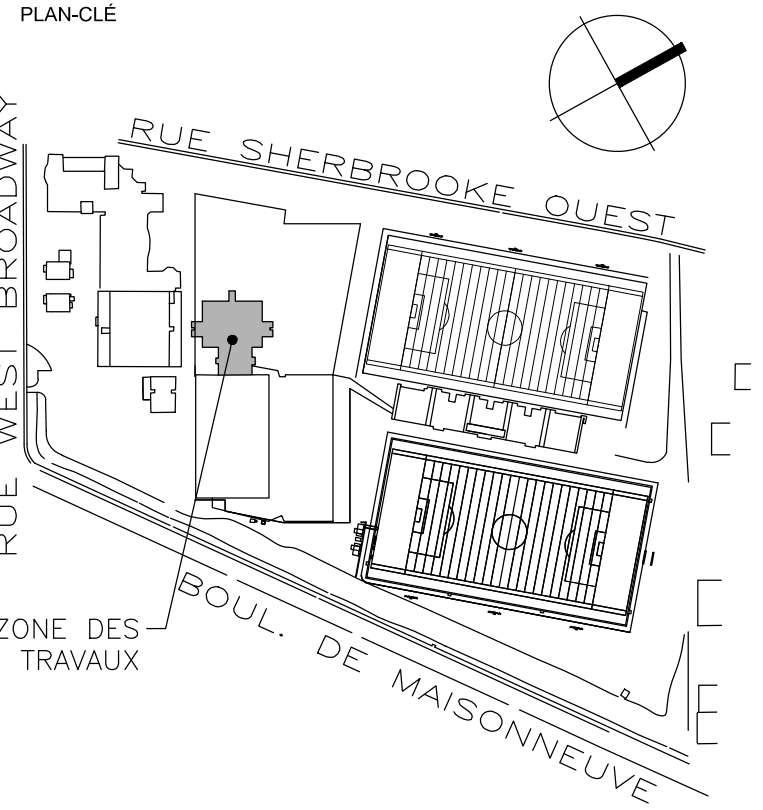 PLAN-CLÉ
RUE SHERBROOKE OUEST
RUE WEST BROADWAY
ZONE DES
TRAVAUX
BOUL. DE MAISONNEUVE